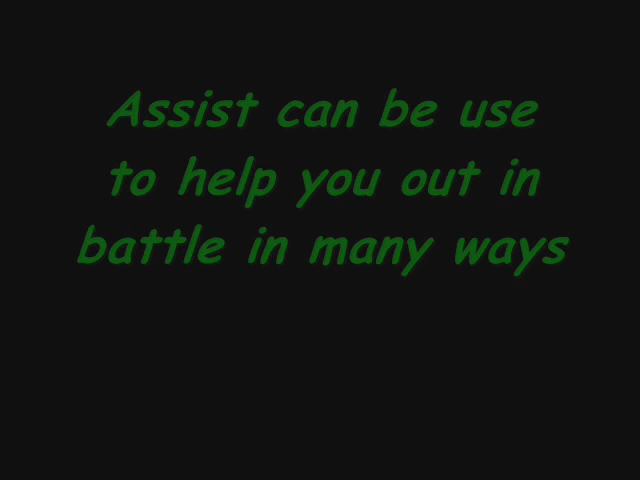 Assist can be use
to help you out in
battle in many ways